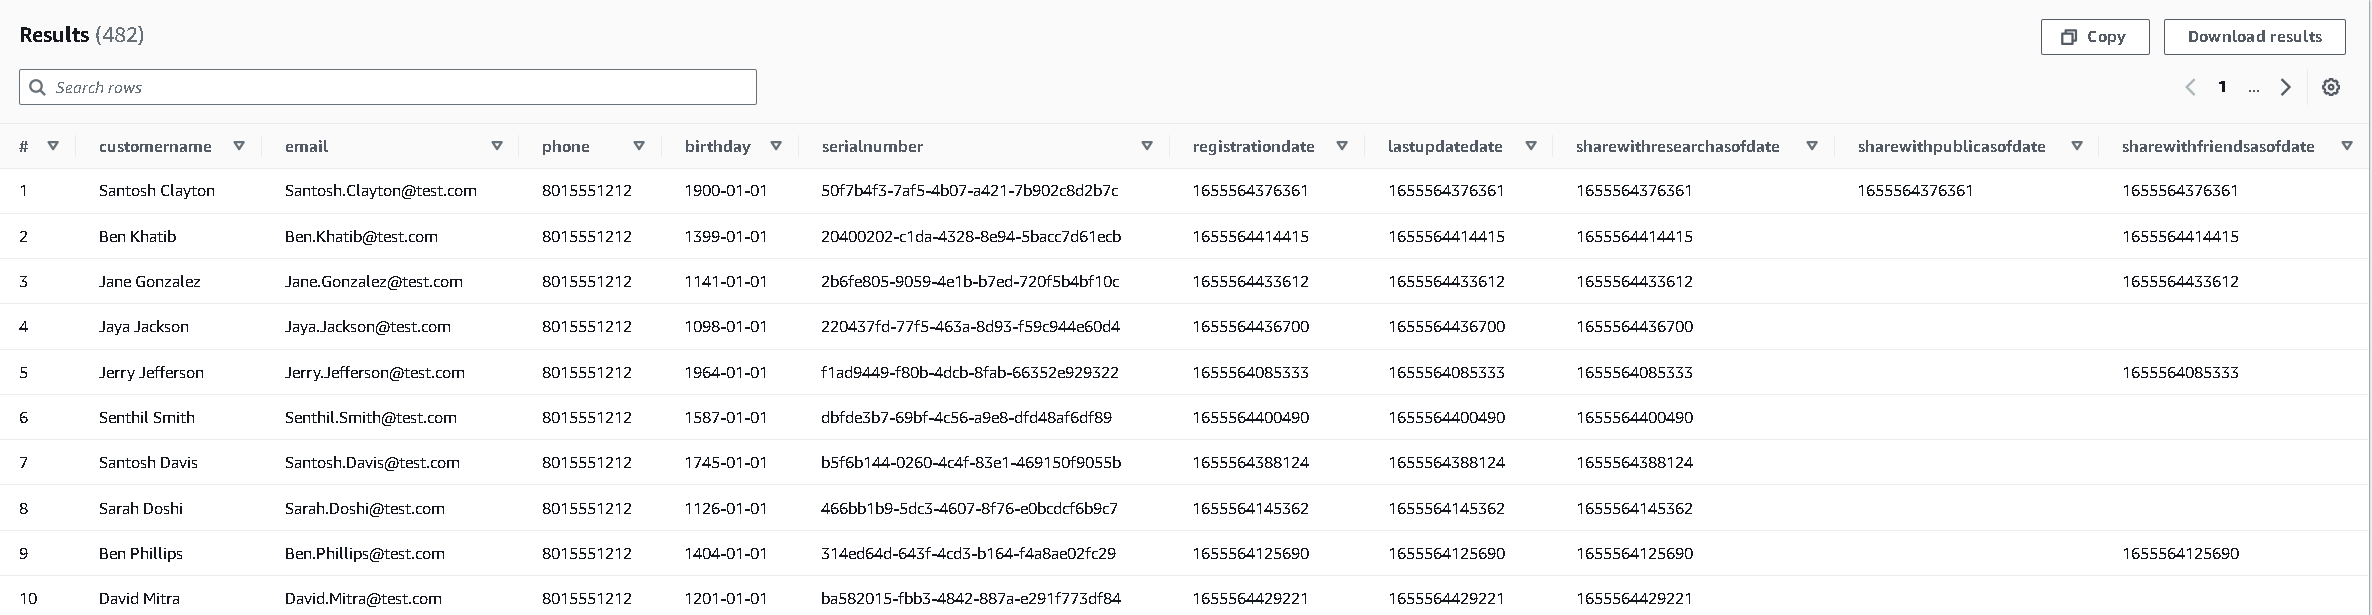 Results (482)
Copy
Download results
Search rows
1 ...
# customername email phone birthday serialnumber registrationdate lastupdatedate sharewithresearchasofdate sharewithpublicasofdate sharewithfriendsasofdate
1 Santosh Clayton Santosh.Clayton@test.com 8015551212 1900-01-01 50f7b4f3-7af5-4b07-a421-7b902c8d2b7c 1655564376361 1655564376361 1655564376361 1655564376361 1655564376361
2 Ben Khatib Ben.Khatib@test.com 8015551212 1399-01-01 20400202-c1da-4328-8e94-5bacc7d61ecb 1655564414415 1655564414415 1655564414415 1655564414415
3 Jane Gonzalez Jane.Gonzalez@test.com 8015551212 1141-01-01 2b6fe805-9059-4e1b-b7ed-720f5b4bf10c 1655564433612 1655564433612 1655564433612 1655564433612
4 Jaya Jackson Jaya.Jackson@test.com 8015551212 1098-01-01 220437fd-77f5-463a-8d93-f59c944e60d4 1655564436700 1655564436700 1655564436700
5 Jerry Jefferson Jerry.Jefferson@test.com 8015551212 1964-01-01 f1ad9449-f80b-4dcb-8fab-66352e929322 1655564085333 1655564085333 1655564085333 1655564085333
6 Senthil Smith Senthil.Smith@test.com 8015551212 1587-01-01 dbfde3b7-69bf-4c56-a9e8-dfd48af6df89 1655564400490 1655564400490 1655564400490
7 Santosh Davis Santosh.Davis@test.com 8015551212 1745-01-01 b5f6b144-0260-4c4f-83e1-469150f9055b 1655564388124 1655564388124 1655564388124
8 Sarah Doshi Sarah.Doshi@test.com 8015551212 1126-01-01 466bb1b9-5dc3-4607-8f76-e0bcdcf6b9c7 1655564145362 1655564145362 1655564145362
9 Ben Phillips Ben.Phillips@test.com 8015551212 1404-01-01 314ed64d-643f-4cd3-b164-f4a8ae02fc29 1655564125690 1655564125690 1655564125690 1655564125690
10 David Mitra David.Mitra@test.com 8015551212 1201-01-01 ba582015-fbb3-4842-887a-e291f773df84 1655564429221 1655564429221 1655564429221